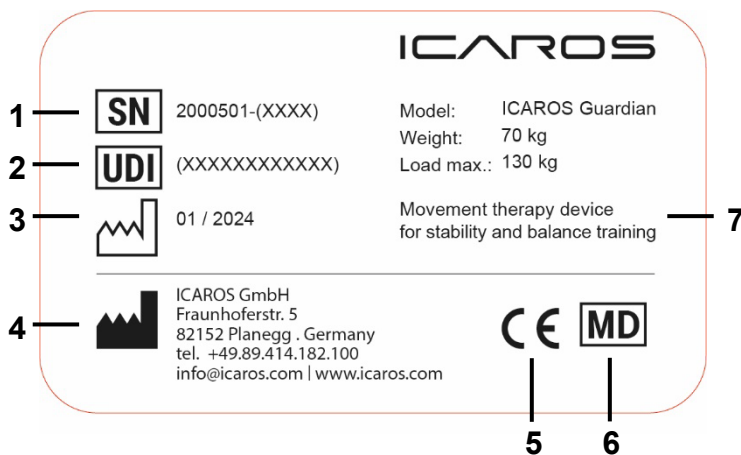 ICAROS
1 SN 2000501-(XXXX)
2 UDI (XXXXXXXXXXXX)
3 01 / 2024
Model: ICAROS Guardian
Weight: 70 kg
Load max.: 130 kg
Movement therapy device 7
for stability and balance training
4
ICAROS GmbH
Fraunhoferstr. 5
82152 Planegg . Germany
tel. +49.89.414.182.100
info@icaros.com | www.icaros.com
CE MD
5 6